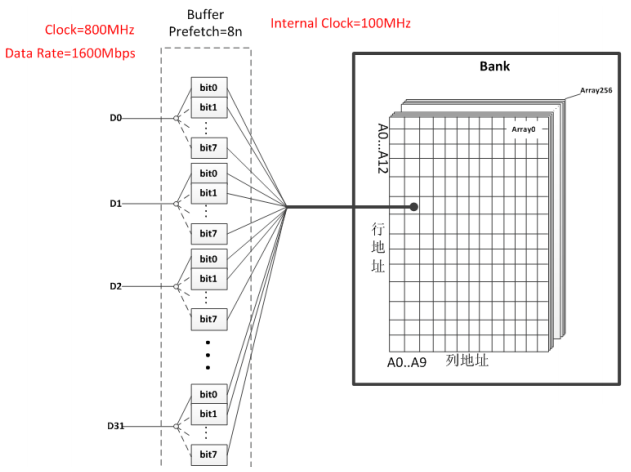 Clock=800MHz
Data Rate=1600Mbps
Buffer
Prefetch=8n
Internal Clock=100MHz
D0
bit0
bit1
bit7
D1
bit0
bit1
bit7
D2
bit0
bit1
bit7
D31
bit0
bit1
bit7
Bank
Array256
Array0
A0...A12
行地址
A0..A9 列地址